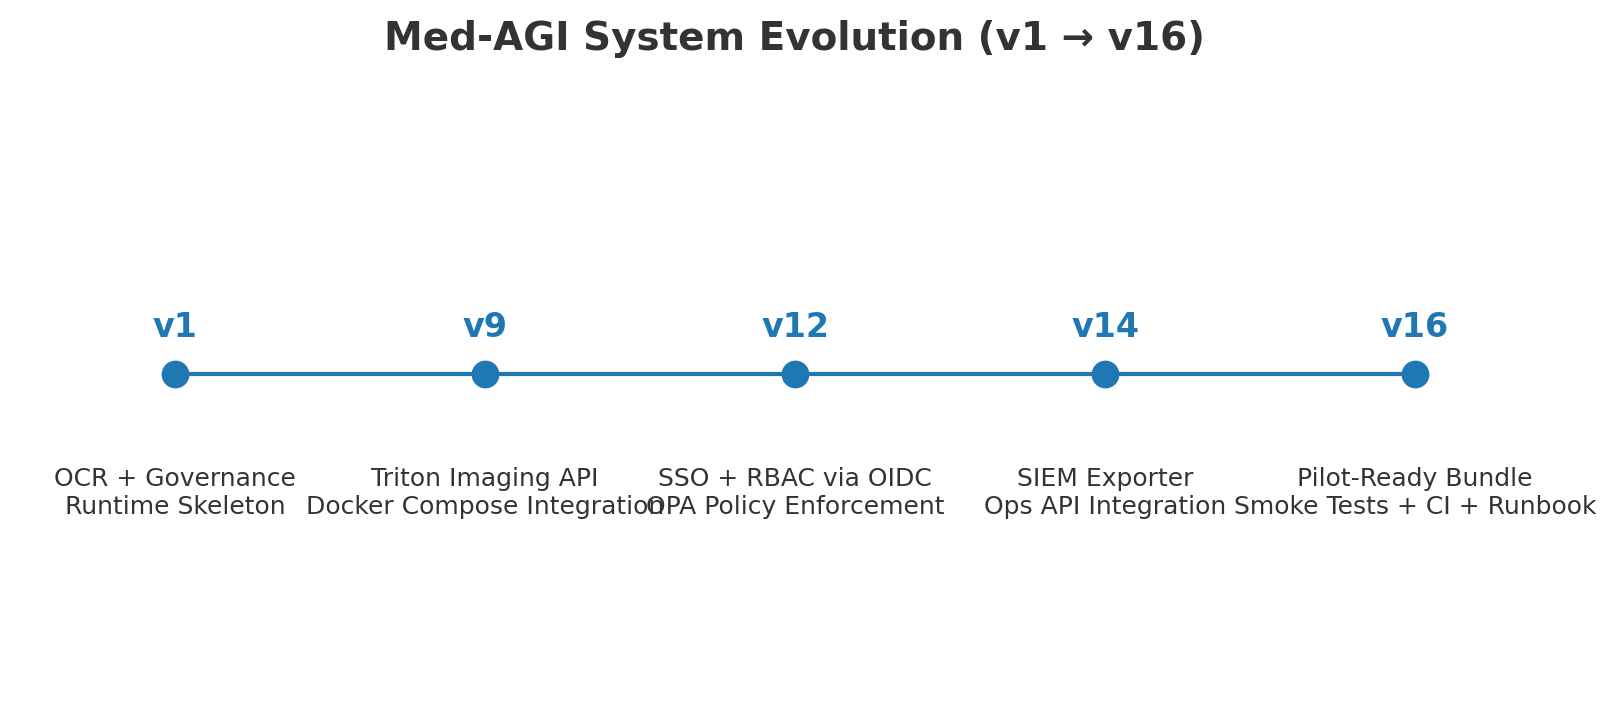 Med-AGI System Evolution (v1 → v16)
v1
v9
v12
v14
v16
OCR + Governance
Runtime Skeleton
Triton Imaging API
Docker Compose Integration
SSO + RBAC via OIDC
OPA Policy Enforcement
SIEM Exporter
Ops API Integration
Pilot-Ready Bundle
Smoke Tests + CI + Runbook